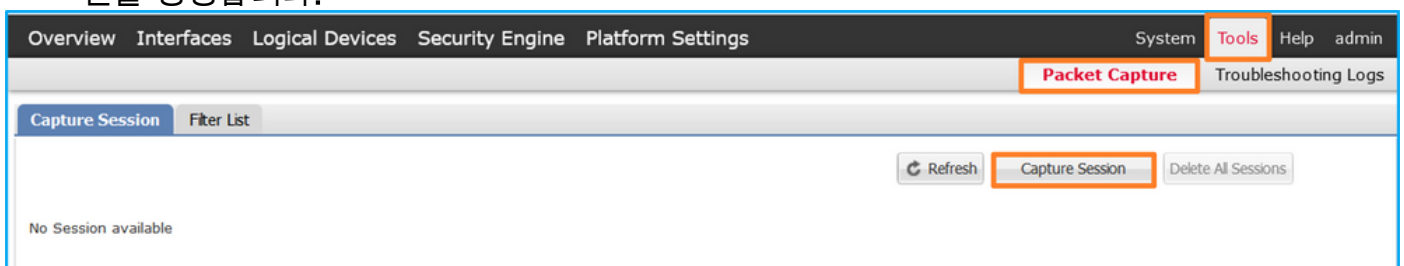 Overview Interfaces Logical Devices Security Engine Platform Settings System Tools Help admin
Packet Capture Troubleshooting Logs
Capture Session Filter List
Refresh Capture Session Delete All Sessions
No Session available